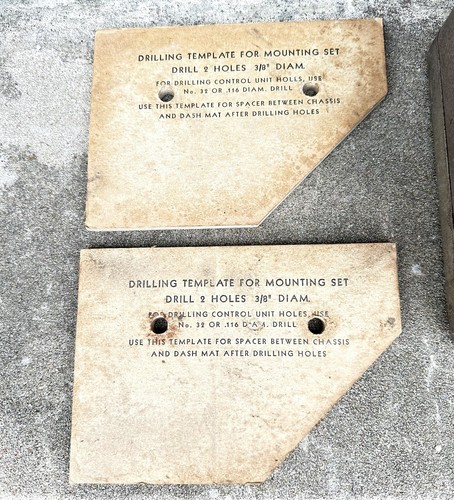 DRILLING TEMPLATE FOR MOUNTING SET
DRILL 2 HOLES 3/8" DIAM.
FOR DRILLING CONTROL UNIT HOLLS, USE
No. 32 OR .116 DIAM. DRILL
USE THIS TEMPLATE FOR SPACER BETWEEN CHASSIS
AND DASH MAT AFTER DRILLING HOLES
DRILLING TEMPLATE FOR MOUNTING SET
DRILL 2 HOLES 3/8" DIAM.
FOR DRILLING CONTROL UNIT HOLES, USE
No. 32 OR .116 DIAM. DRILL
USE THIS TEMPLATE FOR SPACER BETWEEN CHASSIS
AND DASH MAT AFTER DRILLING HOLES